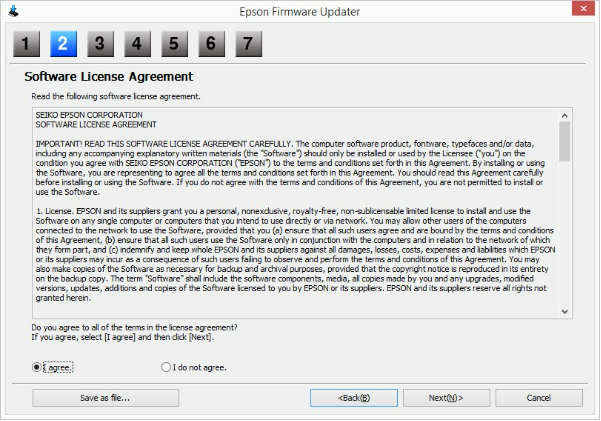 Epson Firmware Updater
1 2 3 4 5 6 7
Software License Agreement
Read the following software license agreement.
SEIKO EPSON CORPORATION
SOFTWARE LICENSE AGREEMENT
IMPORTANT! READ THIS SOFTWARE LICENSE AGREEMENT CAREFULLY. The computer software product, fontware, typefaces and/or data,
including any accompanying explanatory written materials (the "Software") should only be installed or used by the Licensee ("you") on the
condition you agree with SEIKO EPSON CORPORATION ("EPSON") to the terms and conditions set forth in this Agreement. By installing or using
the Software, you are representing to agree all the terms and conditions set forth in this Agreement. You should read this Agreement carefully
before installing or using the Software. If you do not agree with the terms and conditions of this Agreement, you are not permitted to install or
use the Software.
1. License. EPSON and its suppliers grant you a personal, nonexclusive, royalty-free, non-sublicensable limited license to install and use the
Software on any single computer or computers that you intend to use directly or via network. You may allow other users of the computers
connected to the network to use the Software, provided that you (a) ensure that all such users agree and are bound by the terms and conditions
of this Agreement, (b) ensure that all such users use the Software only in conjunction with the computers and in relation to the network of which
they form part, and (c) indemnify and keep whole EPSON and its suppliers against all damages, losses, costs, expenses and liabilities which EPSON
or its suppliers may incur as a consequence of such users failing to observe and perform the terms and conditions of this Agreement. You may
also make copies of the Software as necessary for backup and archival purposes, provided that the copyright notice is reproduced in its entirety
on the backup copy. The term "Software" shall include the software components, media, all copies made by you and any upgrades, modified
versions, updates, additions and copies of the Software licensed to you by EPSON or its suppliers. EPSON and its suppliers reserve all rights not
granted herein.
Do you agree to all of the terms in the license agreement?
If you agree, select [I agree] and then click [Next].
I agree. I do not agree.
Save as file... <Back(B) Next(N)> Cancel